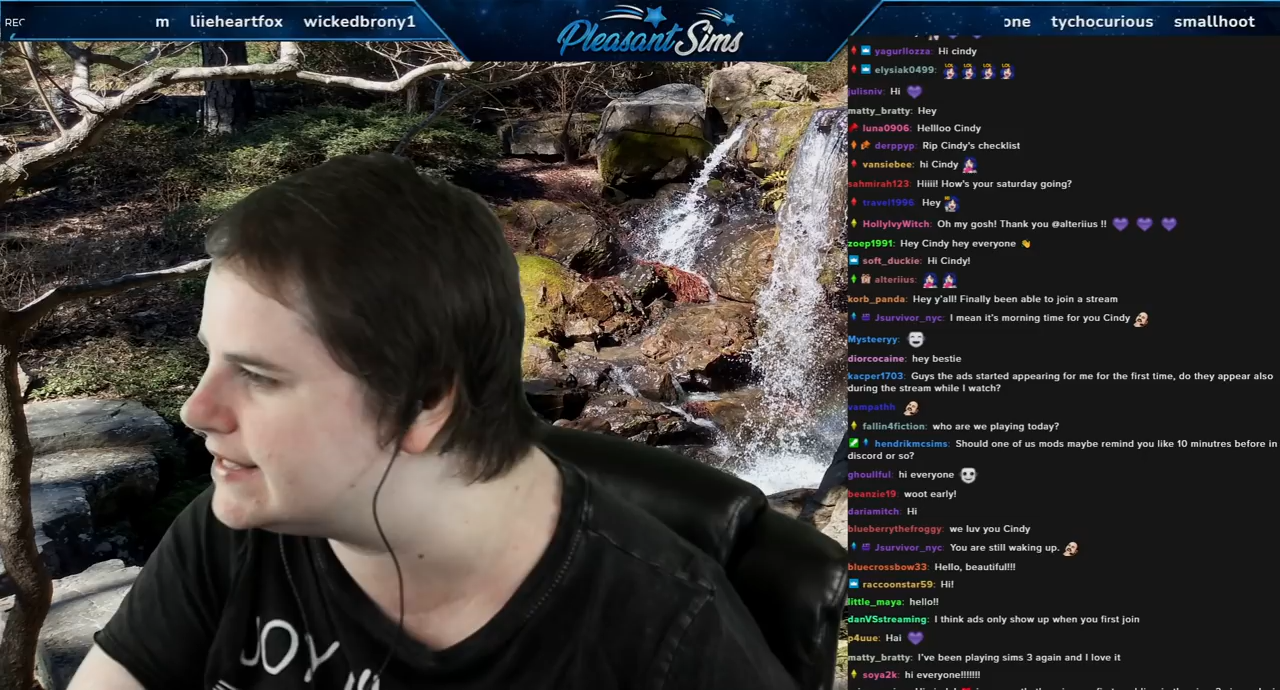 REC
m liieheartfox wickedbrony1
PleasantSims
one tychocurious smallhoot
yagurllozza: Hi cindy
elysiak0499:
julisniv: Hi
matty_bratty: Hey
luna0906: Hellloo Cindy
derppyp: Rip Cindy's checklist
vansiebee: hi Cindy
sahmirah123: Hiiii! How's your saturday going?
travel1996: Hey
HollyIvyWitch: Oh my gosh! Thank you @alteriius !!
zoep1991: Hey Cindy hey everyone
soft_duckie: Hi Cindy!
alteriius:
korb_panda: Hey y'all! Finally been able to join a stream
Jsurvivor_nyc: I mean it's morning time for you Cindy
Mysteeryy:
diorcocaine: hey bestie
kacper1703: Guys the ads started appearing for me for the first time, do they appear also
during the stream while I watch?
vampathh
fallin4fiction: who are we playing today?
hendrikmcsims: Should one of us mods maybe remind you like 10 minutres before in
discord or so?
ghoullful: hi everyone
beanzie19: woot early!
dariamitch: Hi
blueberrythefroggy: we luv you Cindy
Jsurvivor_nyc: You are still waking up.
bluecrossbow33: Hello, beautiful!!!
raccoonstar59: Hi!
little_maya: hello!!
danVSstreaming: I think ads only show up when you first join
p4uue: Hai
matty_bratty: I've been playing sims 3 again and I love it
soya2k: hi everyone!!!!!!!
JOY